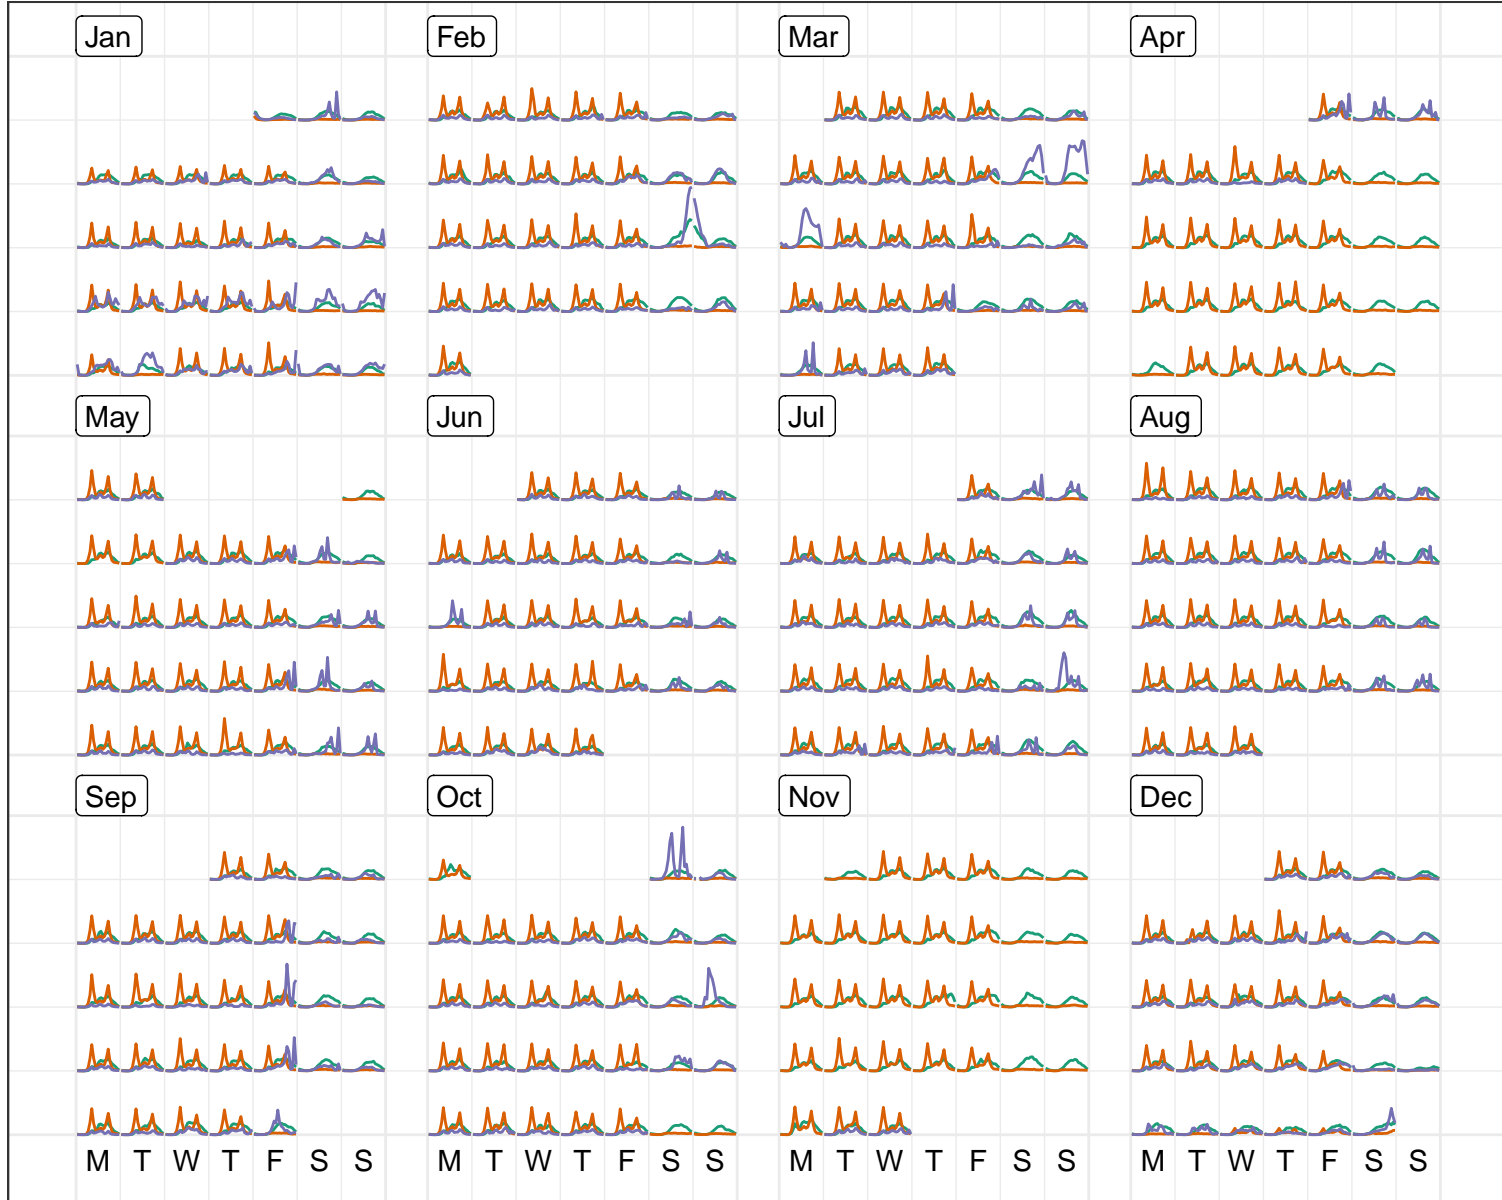 Jan Feb Mar Apr
May Jun Jul Aug
Sep Oct Nov Dec
M T W T F S S M T W T F S S M T W T F S S M T W T F S S